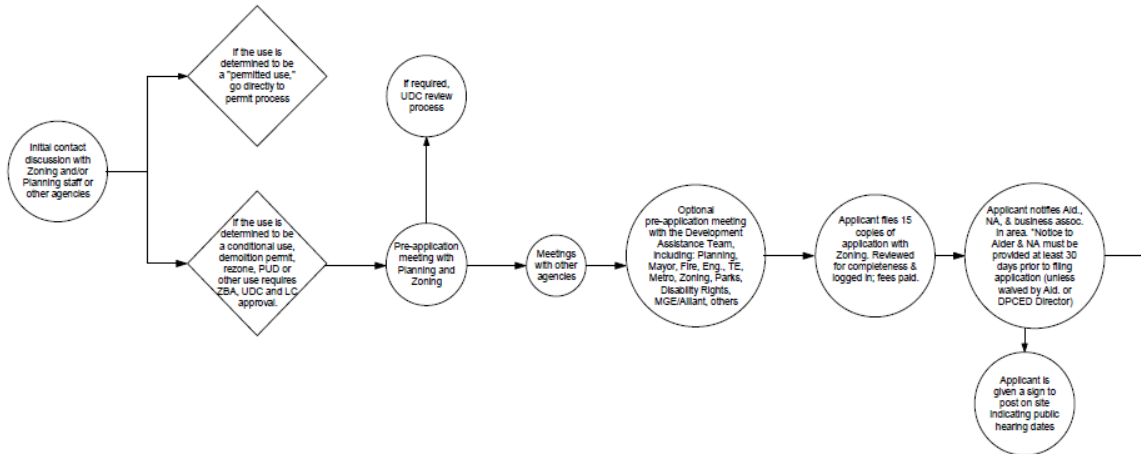 If the use is
determined to be
a "permitted use,"
go directly to
permit process
If required,
UDC review
process
Initial contact
discussion with
Zoning and/or
Planning staff or
other agencies
If the use is
determined to be
a conditional use,
demolition permit,
rezone, PUD or
other use requires
ZBA, UDC and LC
approval.
Pre-application
meeting with
Planning and
Zoning
Meetings
with other
agencies
Optional
pre-application meeting
with the Development
Assistance Team,
Including: Planning,
Mayor, Fire, Eng., TE,
Metro, Zoning, Parks,
Disability Rights,
MGE/Alliant, others
Applicant files 15
copies of
application with
Zoning. Reviewed
for completeness &
logged in; fees paid.
Applicant notifies Ald.,
NA, & business assoc.
in area. "Notice to
Alder & NA must be
provided at least 30
days prior to filing
application (unless
waived by Ald. or
DPCED Director)
Applicant is
given a sign to
post on site
indicating public
hearing dates